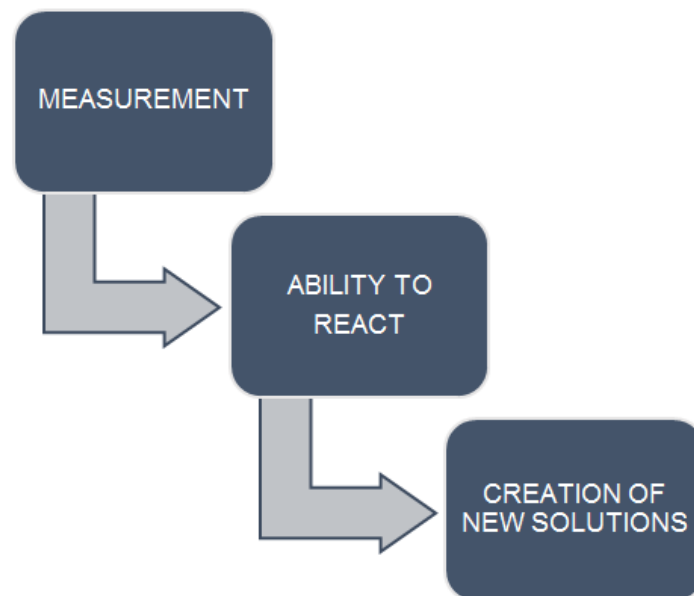 MEASUREMENT
ABILITY TO
REACT
CREATION OF
NEW SOLUTIONS